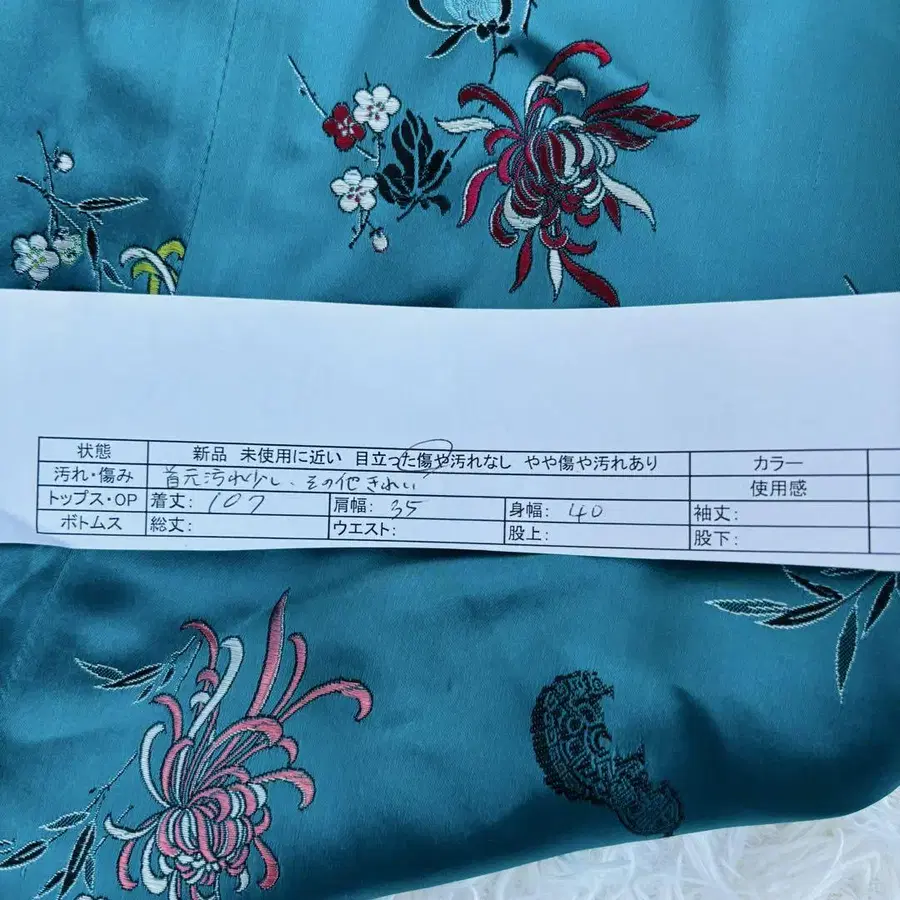 状態 新品 未使用に近い 目立った傷や汚れなし やや傷や汚れあり カラー
汚れ・傷み 首元汚れ少し、その他きれい 使用感
トップス・OP 着丈: 107 肩幅: 35 身幅: 40 袖丈:
ボトムス 総丈: ウエスト: 股上: 股下: